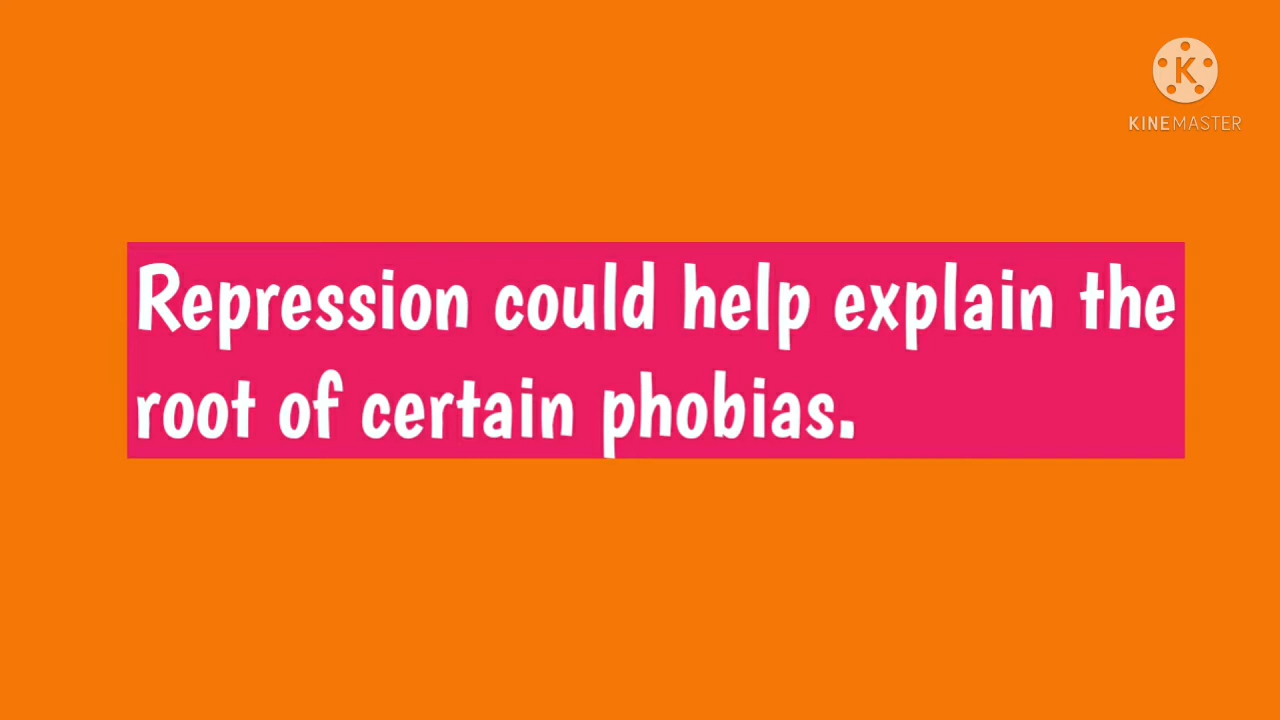 KINEMASTER
Repression could help explain the
root of certain phobias.